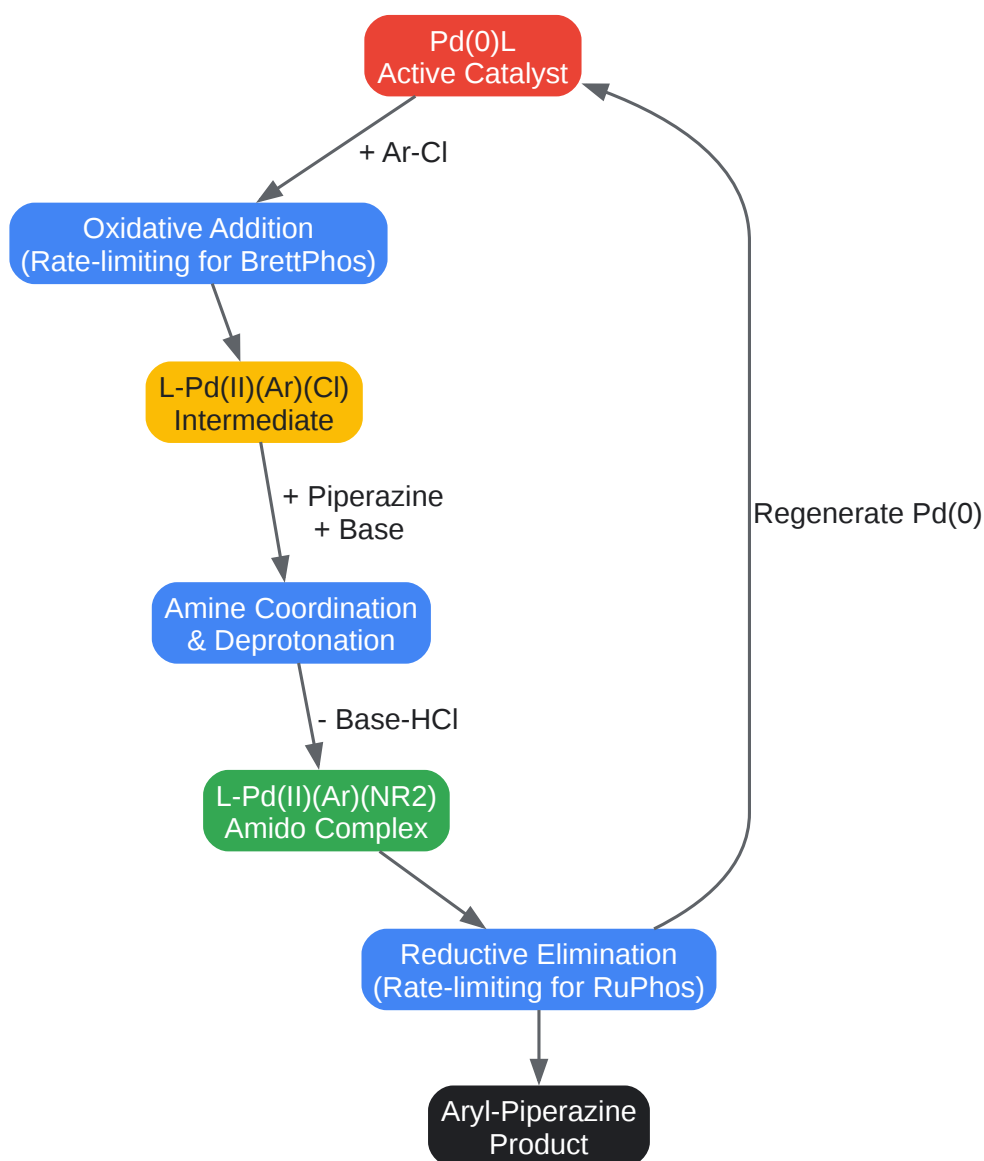 Pd(0)L
Active Catalyst
+ Ar-Cl
Oxidative Addition
(Rate-limiting for BrettPhos)
L-Pd(II)(Ar)(Cl)
Intermediate
+ Piperazine
+ Base
Regenerate Pd(0)
Amine Coordination
& Deprotonation
- Base-HCl
L-Pd(II)(Ar)(NR2)
Amido Complex
Reductive Elimination
(Rate-limiting for RuPhos)
Aryl-Piperazine
Product